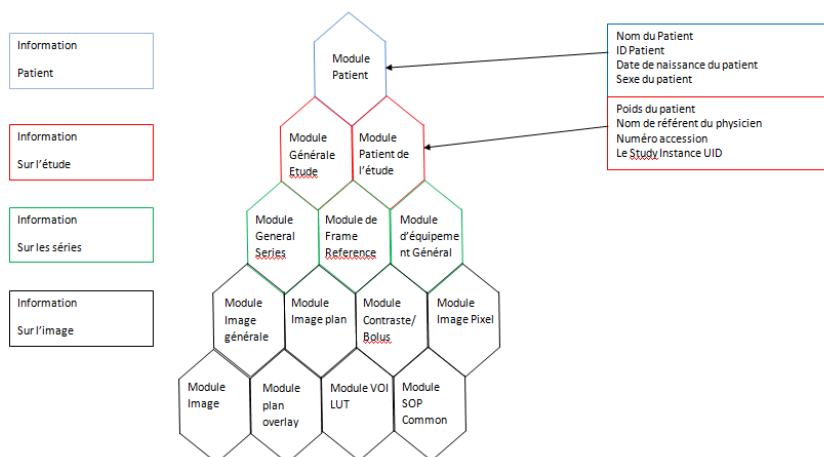 Information
Patient
Information
Sur l'étude
Information
Sur les séries
Information
Sur l'image
Module
Patient
Module
Générale
Etude
Module
Patient de
l'étude
Module
General
Series
Module de
Frame
Reference
Module
d'équipeme
nt Général
Module
Image
générale
Module
Image plan
Module
Contraste/
Bolus
Module
Image Pixel
Module
Image
Module
plan
overlay
Module VOI
LUT
Module
SOP
Common
Nom du Patient
ID Patient
Date de naissance du patient
Sexe du patient
Poids du patient
Nom de référent du physicien
Numéro accession
Le Study Instance UID